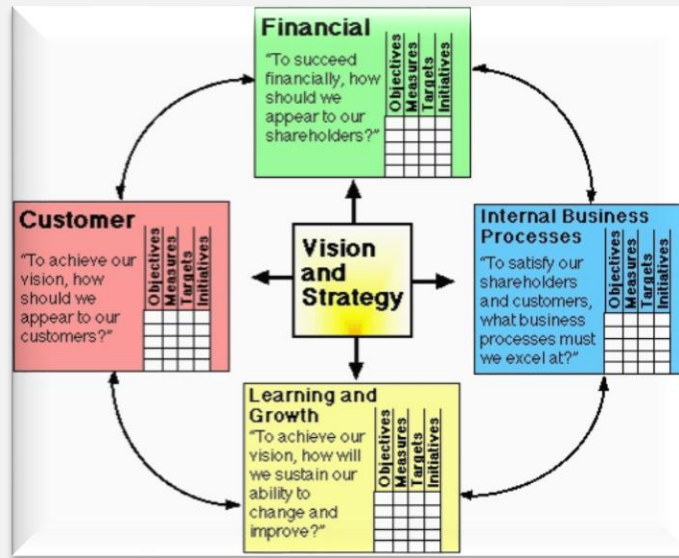 Financial
“To succeed
financially, how
should we
appear to our
shareholders?”
Objectives
Measures
Targets
Initiatives
Customer
“To achieve our
vision, how
should we
appear to our
customers?”
Objectives
Measures
Targets
Initiatives
Vision
and
Strategy
Internal Business
Processes
“To satisfy our
shareholders
and customers,
what business
processes must
we excel at?”
Objectives
Measures
Targets
Initiatives
Learning and
Growth
“To achieve our
vision, how will
we sustain our
ability to
change and
improve?”
Objectives
Measures
Targets
Initiatives